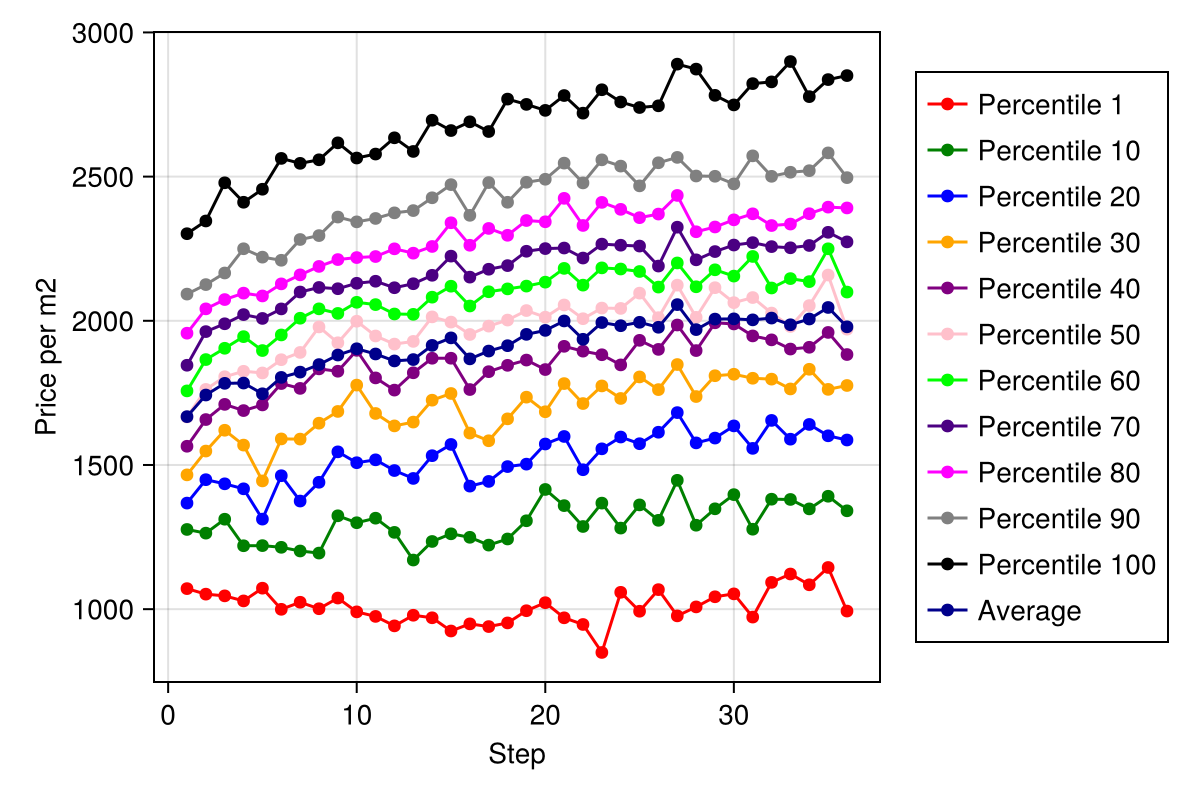 3000
2500
2000
1500
1000
Price per m2
0 10 20 30
Step
Percentile 1
Percentile 10
Percentile 20
Percentile 30
Percentile 40
Percentile 50
Percentile 60
Percentile 70
Percentile 80
Percentile 90
Percentile 100
Average